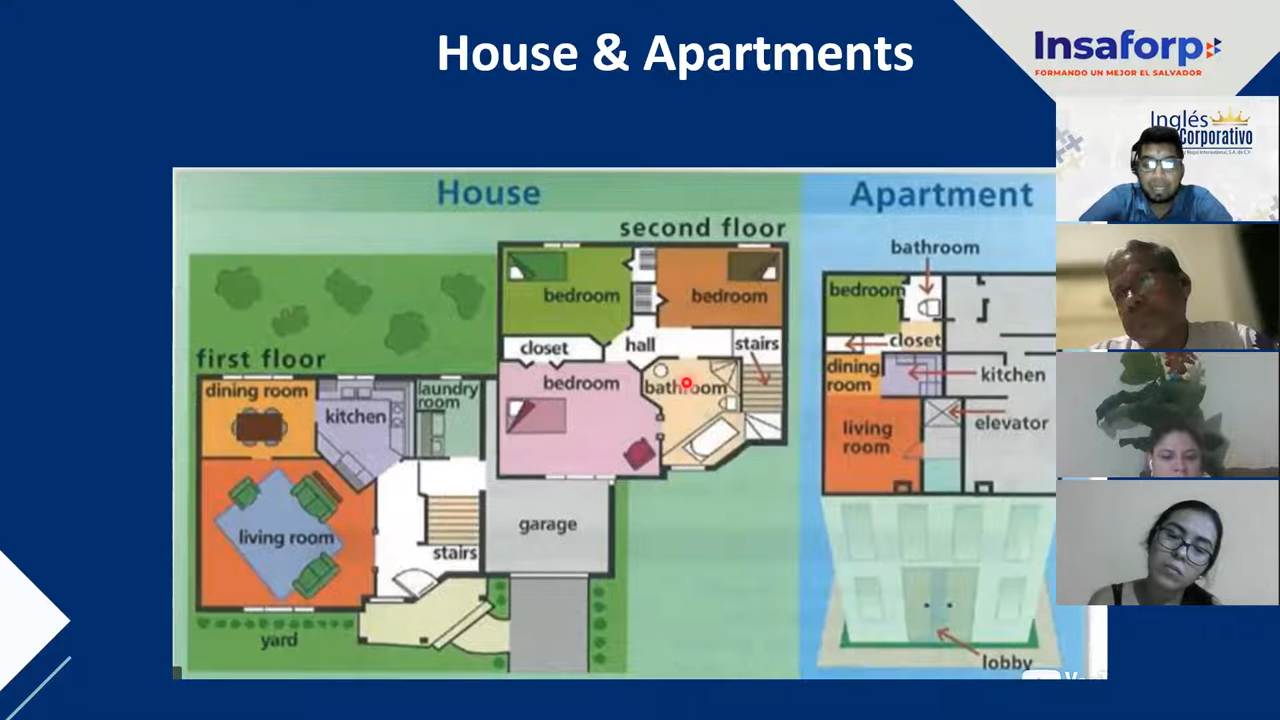 House & Apartments
Insaforp
FORMANDO UN MEJOR EL SALVADOR
Inglés
Corporativo
House
Apartment
second floor
bathroom
bedroom
bedroom
bedroom
closet
hall
stairs
closet
first floor
bedroom
bathroom
dining room
kitchen
laundry
room
dining
room
kitchen
elevator
living
room
living room
garage
stairs
yard
lobby